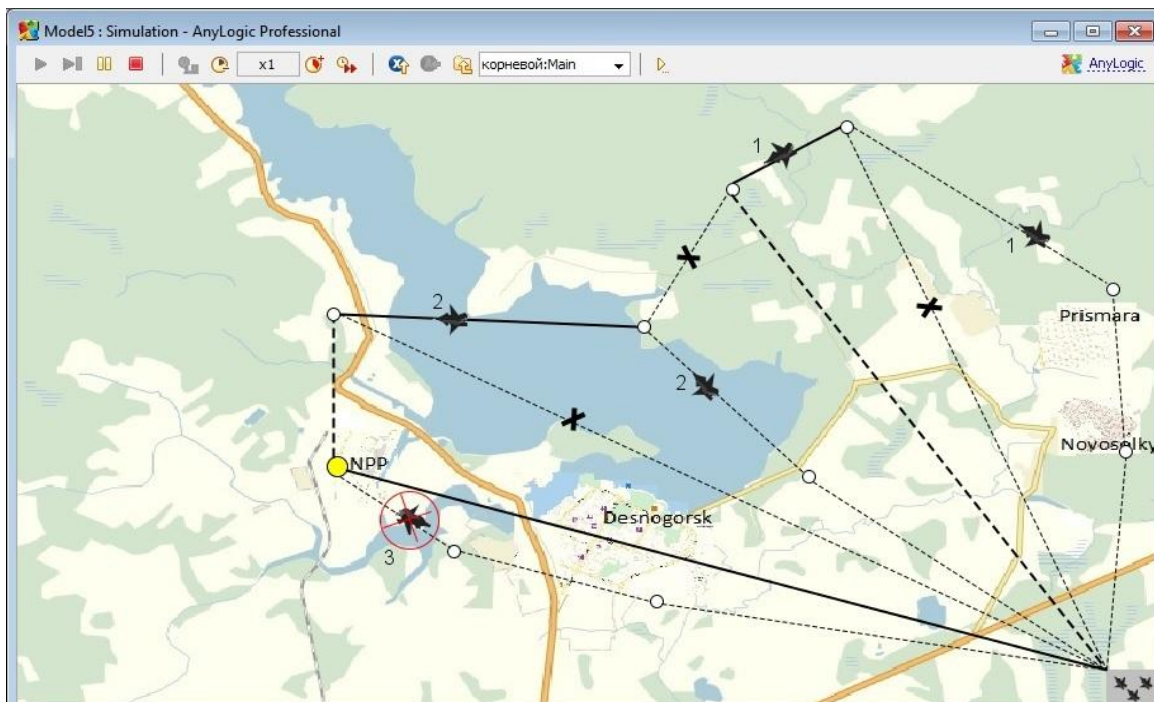 Model5 : Simulation - AnyLogic Professional
x1
корневой:Main
AnyLogic
1
1
2
Prismara
2
Novoselky
NPP
Desnogorsk
3